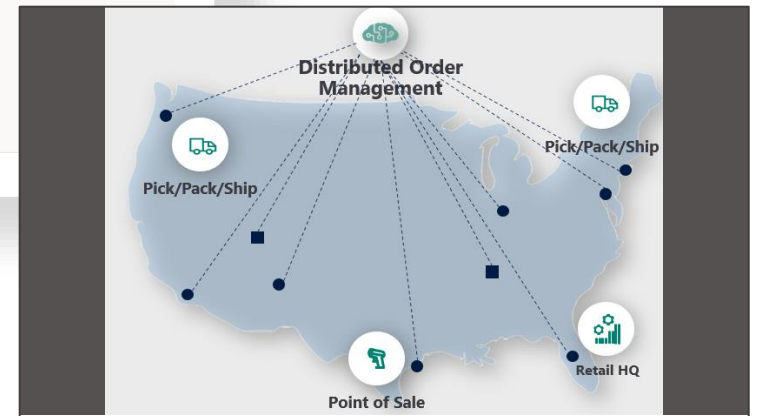 Distributed Order
Management
Pick/Pack/Ship
Pick/Pack/Ship
Retail HQ
Point of Sale